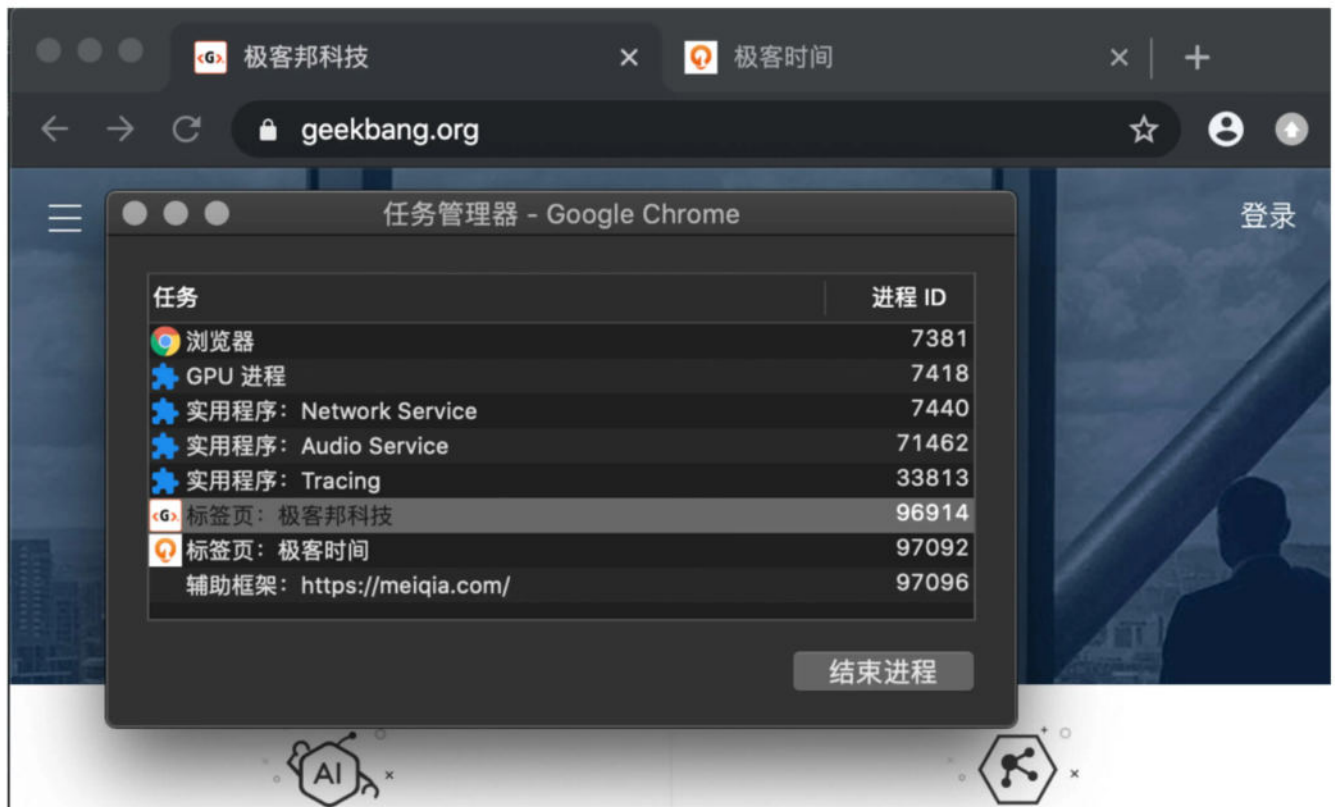 <G> 极客邦科技
极客时间
geekbang.org
登录
任务管理器 - Google Chrome
任务 进程 ID
浏览器 7381
GPU 进程 7418
实用程序：Network Service 7440
实用程序：Audio Service 71462
实用程序：Tracing 33813
<G> 标签页：极客邦科技 96914
标签页：极客时间 97092
辅助框架：https://meiqia.com/ 97096
结束进程
AI